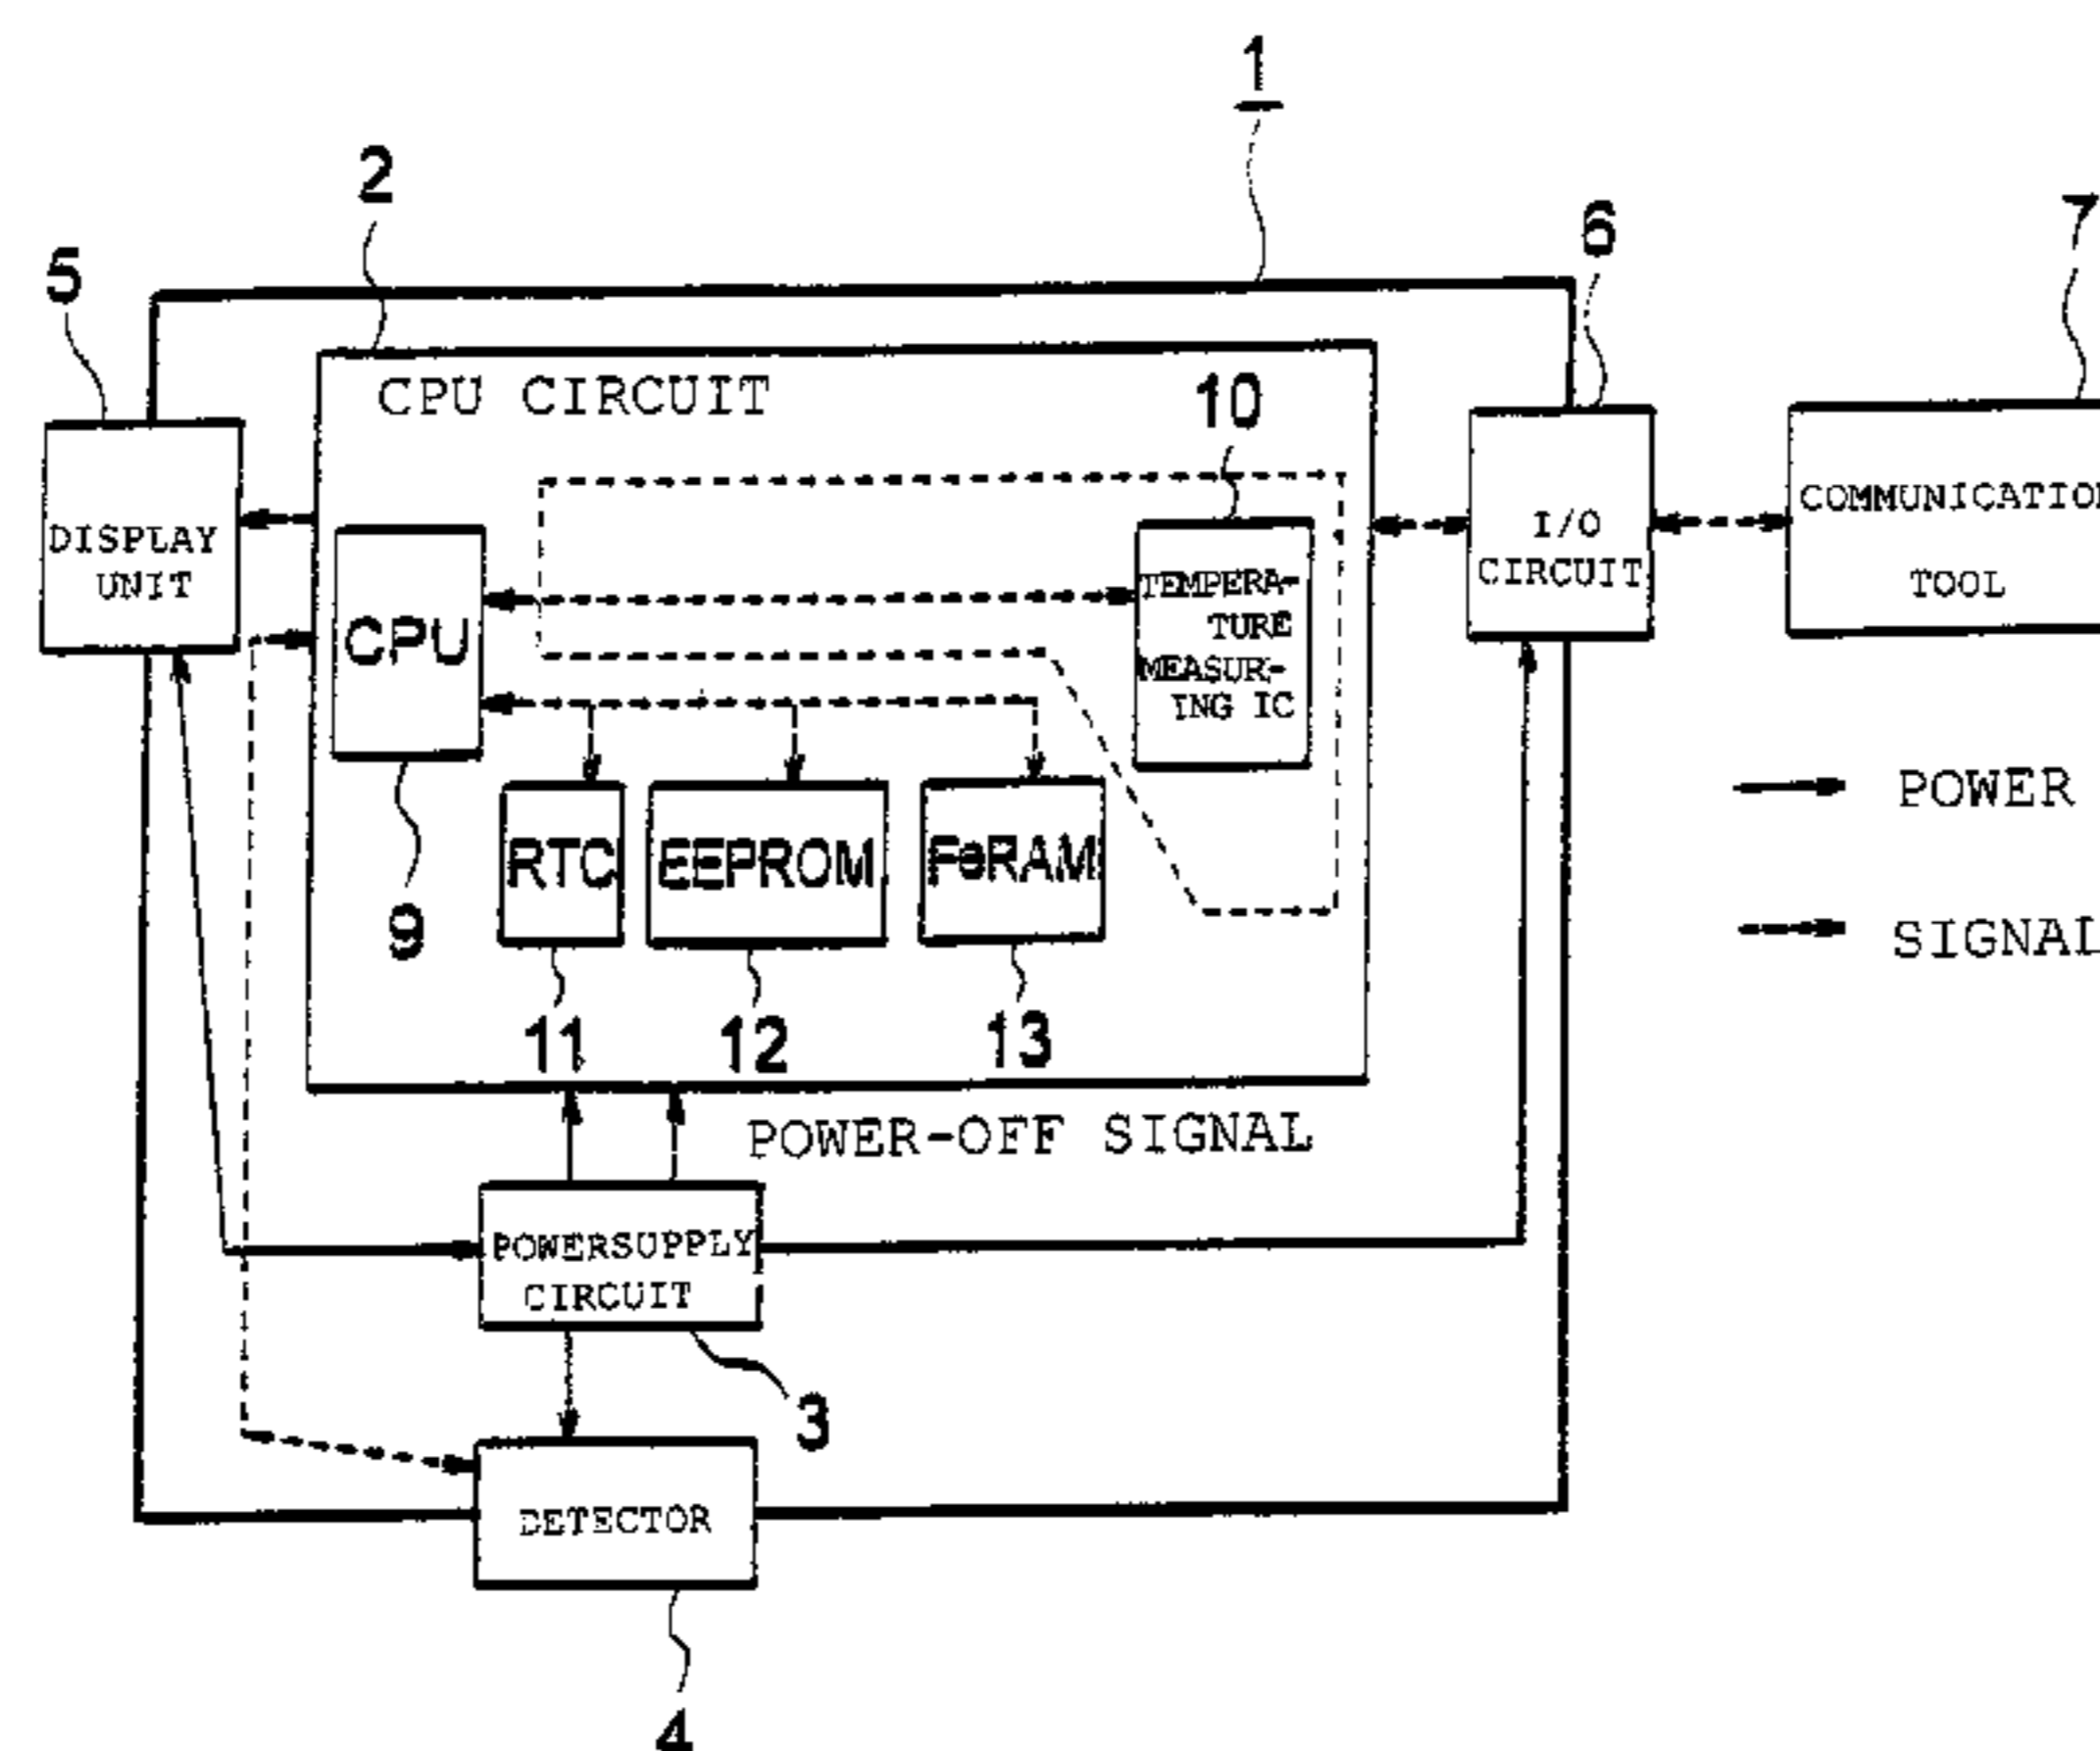 1
2
5
6
7
CPU CIRCUIT
10
DISPLAY
UNIT
CPU
TEMPERA-
TURE
MEASUR-
ING IC
I/O
CIRCUIT
COMMUNICATION
TOOL
POWER
SIGNAL
RTC
EEPROM
FeRAM
9
11
12
13
POWER-OFF SIGNAL
POWERSUPPLY
CIRCUIT
3
DETECTOR
4